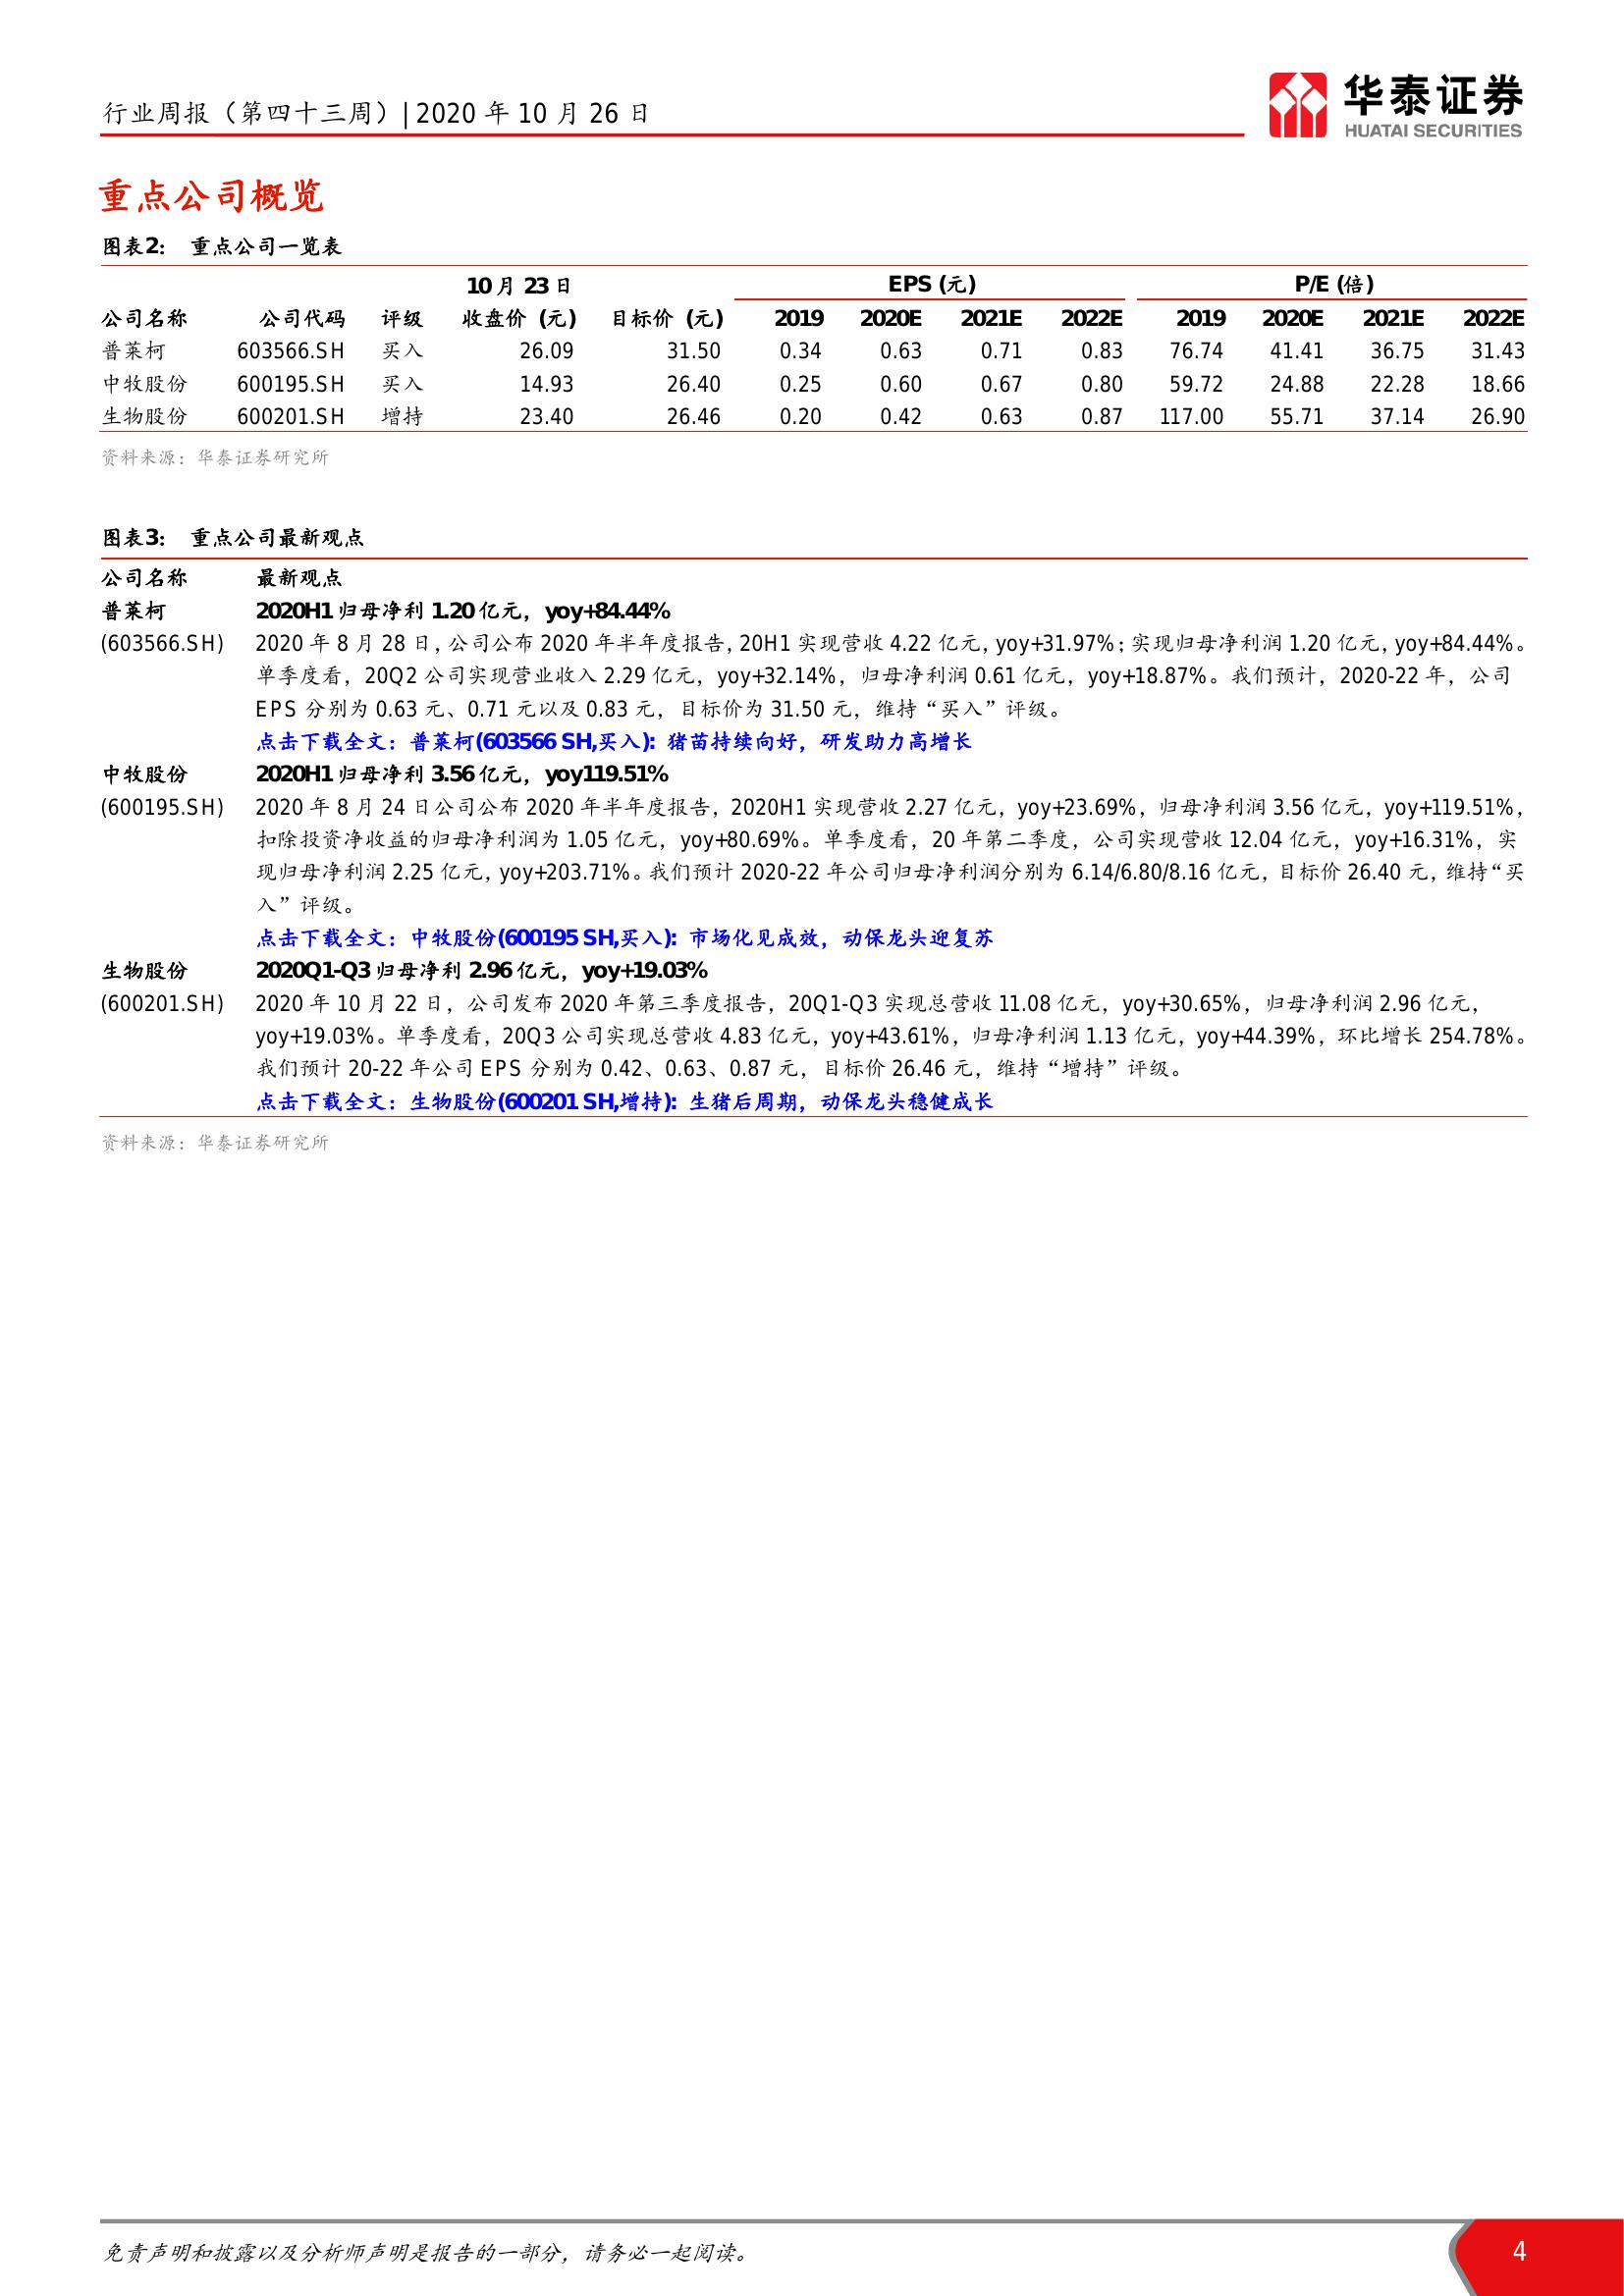 行业周报（第四十三周）| 2020 年 10 月 26 日
华泰证券
HUATAI SECURITIES
重点公司概览
图表2： 重点公司一览表
10 月 23 日 EPS (元) P/E (倍)
公司名称 公司代码 评级 收盘价 (元) 目标价 (元) 2019 2020E 2021E 2022E 2019 2020E 2021E 2022E
普莱柯 603566.SH 买入 26.09 31.50 0.34 0.63 0.71 0.83 76.74 41.41 36.75 31.43
中牧股份 600195.SH 买入 14.93 26.40 0.25 0.60 0.67 0.80 59.72 24.88 22.28 18.66
生物股份 600201.SH 增持 23.40 26.46 0.20 0.42 0.63 0.87 117.00 55.71 37.14 26.90
资料来源：华泰证券研究所
图表3： 重点公司最新观点
公司名称 最新观点
普莱柯 2020H1 归母净利 1.20 亿元，yoy+84.44%
(603566.SH) 2020 年 8 月 28 日，公司公布 2020 年半年度报告，20H1 实现营收 4.22 亿元，yoy+31.97%；实现归母净利润 1.20 亿元，yoy+84.44%。
单季度看，20Q2 公司实现营业收入 2.29 亿元，yoy+32.14%，归母净利润 0.61 亿元，yoy+18.87%。我们预计，2020-22 年，公司
EPS 分别为 0.63 元、0.71 元以及 0.83 元，目标价为 31.50 元，维持“买入”评级。
点击下载全文：普莱柯(603566 SH,买入)：猪苗持续向好，研发助力高增长
中牧股份 2020H1 归母净利 3.56 亿元，yoy119.51%
(600195.SH) 2020 年 8 月 24 日公司公布 2020 年半年度报告，2020H1 实现营收 2.27 亿元，yoy+23.69%，归母净利润 3.56 亿元，yoy+119.51%，
扣除投资净收益的归母净利润为 1.05 亿元，yoy+80.69%。单季度看，20 年第二季度，公司实现营收 12.04 亿元，yoy+16.31%，实
现归母净利润 2.25 亿元，yoy+203.71%。我们预计 2020-22 年公司归母净利润分别为 6.14/6.80/8.16 亿元，目标价 26.40 元，维持“买
入”评级。
点击下载全文：中牧股份(600195 SH,买入)：市场化见成效，动保龙头迎复苏
生物股份 2020Q1-Q3 归母净利 2.96 亿元，yoy+19.03%
(600201.SH) 2020 年 10 月 22 日，公司发布 2020 年第三季度报告，20Q1-Q3 实现总营收 11.08 亿元，yoy+30.65%，归母净利润 2.96 亿元，
yoy+19.03%。单季度看，20Q3 公司实现总营收 4.83 亿元，yoy+43.61%，归母净利润 1.13 亿元，yoy+44.39%，环比增长 254.78%。
我们预计 20-22 年公司 EPS 分别为 0.42、0.63、0.87 元，目标价 26.46 元，维持“增持”评级。
点击下载全文：生物股份(600201 SH,增持)：生猪后周期，动保龙头稳健成长
资料来源：华泰证券研究所
免责声明和披露以及分析师声明是报告的一部分，请务必一起阅读。 4